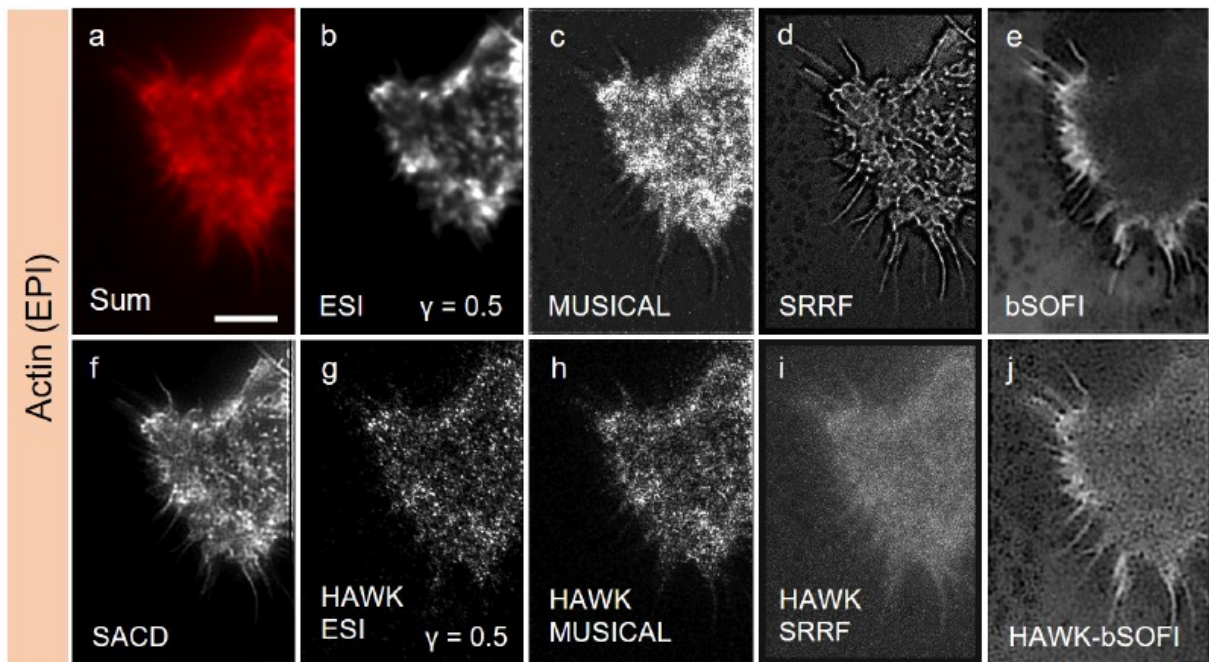 Actin (EPI)
a
Sum
b
ESI γ = 0.5
c
MUSICAL
d
SRRF
e
bSOFI
f
SACD
g
HAWK
ESI γ = 0.5
h
HAWK
MUSICAL
i
HAWK
SRRF
j
HAWK-bSOFI